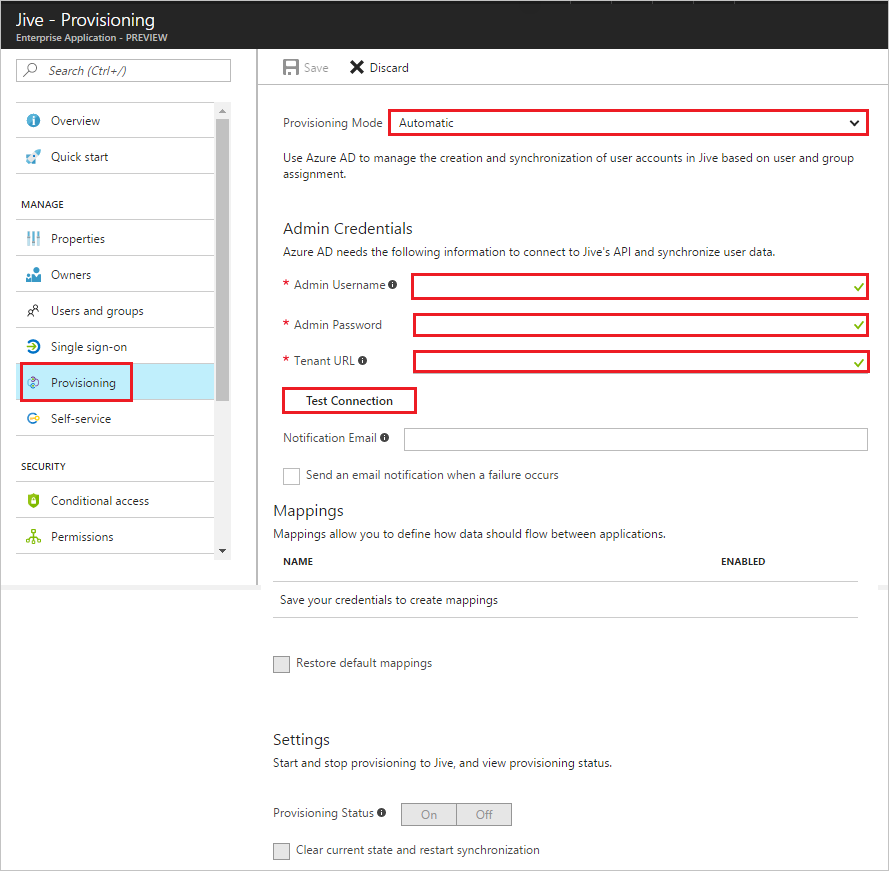 Jive - Provisioning
Enterprise Application - PREVIEW
Search (Ctrl+/)
Overview
Quick start
MANAGE
Properties
Owners
Users and groups
Single sign-on
Provisioning
Self-service
SECURITY
Conditional access
Permissions
Save
Discard
Provisioning Mode
Automatic
Use Azure AD to manage the creation and synchronization of user accounts in Jive based on user and group
assignment.
Admin Credentials
Azure AD needs the following information to connect to Jive's API and synchronize user data.
* Admin Username
* Admin Password
* Tenant URL
Test Connection
Notification Email
Send an email notification when a failure occurs
Mappings
Mappings allow you to define how data should flow between applications.
NAME ENABLED
Save your credentials to create mappings
Restore default mappings
Settings
Start and stop provisioning to Jive, and view provisioning status.
Provisioning Status On Off
Clear current state and restart synchronization